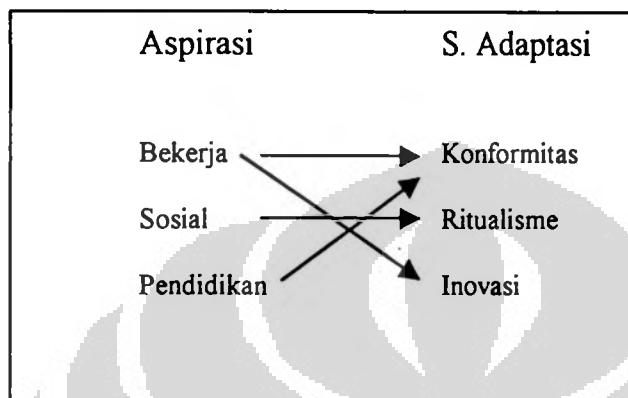 Aspirasi S. Adaptasi
Bekerja Konformitas
Sosial Ritualisme
Pendidikan Inovasi